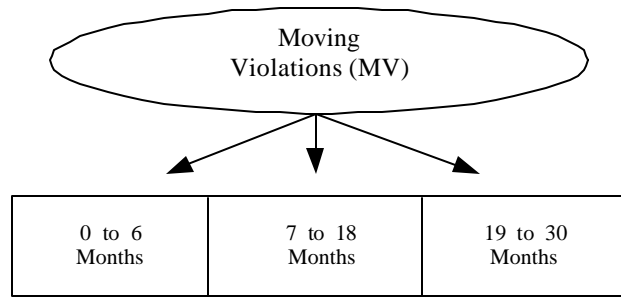 Moving
Violations (MV)
0 to 6
Months
7 to 18
Months
19 to 30
Months